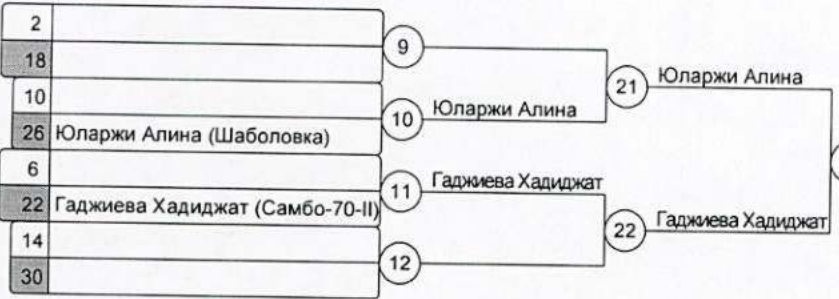 2
18
9
10
26 Юларжи Алина (Шаболовка)
10 Юларжи Алина
21 Юларжи Алина
6
22 Гаджиева Хадиджат (Самбо-70-II)
11 Гаджиева Хадиджат
14
30
12
22 Гаджиева Хадиджат